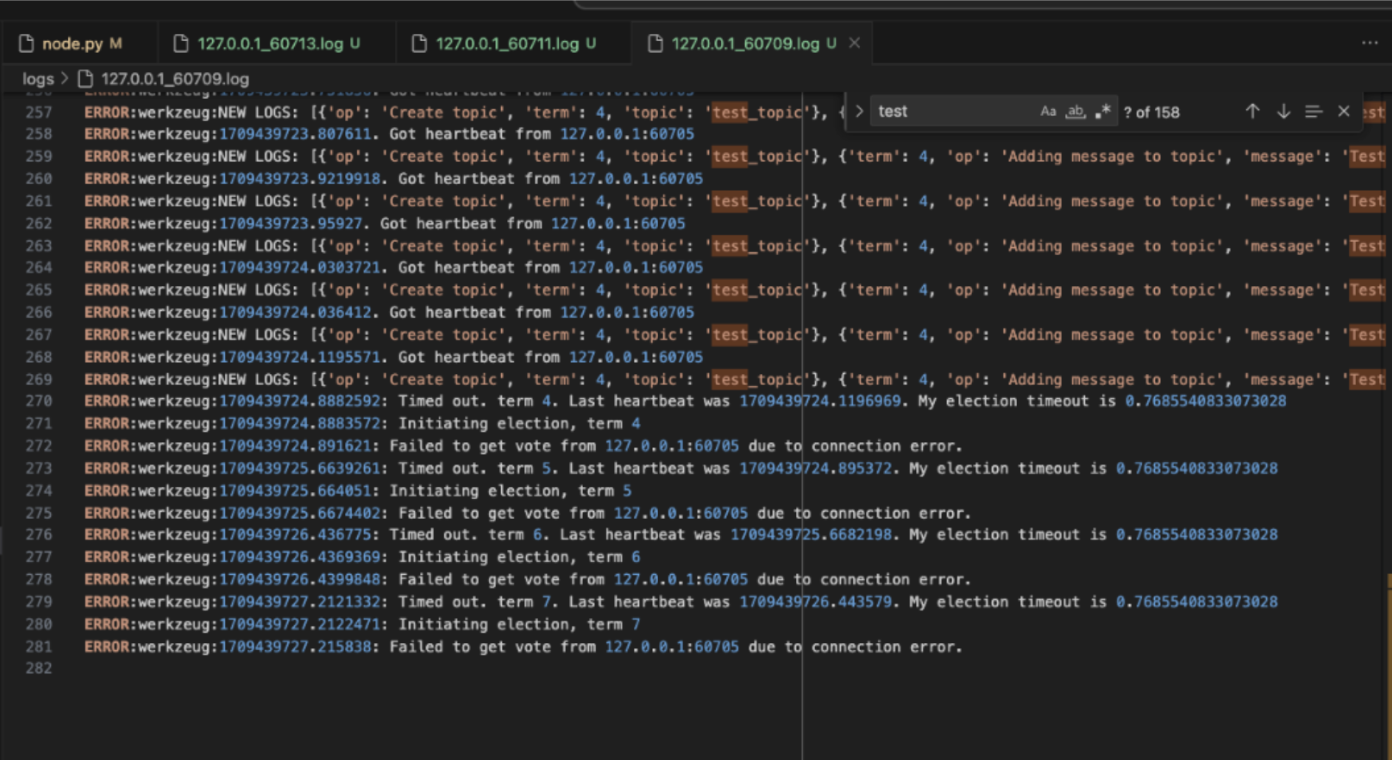 node.py M
127.0.0.1_60713.log U
127.0.0.1_60711.log U
127.0.0.1_60709.log U
logs > 127.0.0.1_60709.log
test
Aa ab, .* ? of 158
257 ERROR:werkzeug:NEW LOGS: [{'op': 'Create topic', 'term': 4, 'topic': 'test_topic'}, {
258 ERROR:werkzeug:1709439723.807611. Got heartbeat from 127.0.0.1:60705
259 ERROR:werkzeug:NEW LOGS: [{'op': 'Create topic', 'term': 4, 'topic': 'test_topic'}, {'term': 4, 'op': 'Adding message to topic', 'message': 'Test
260 ERROR:werkzeug:1709439723.9219918. Got heartbeat from 127.0.0.1:60705
261 ERROR:werkzeug:NEW LOGS: [{'op': 'Create topic', 'term': 4, 'topic': 'test_topic'}, {'term': 4, 'op': 'Adding message to topic', 'message': 'Test
262 ERROR:werkzeug:1709439723.95927. Got heartbeat from 127.0.0.1:60705
263 ERROR:werkzeug:NEW LOGS: [{'op': 'Create topic', 'term': 4, 'topic': 'test_topic'}, {'term': 4, 'op': 'Adding message to topic', 'message': 'Test
264 ERROR:werkzeug:1709439724.0303721. Got heartbeat from 127.0.0.1:60705
265 ERROR:werkzeug:NEW LOGS: [{'op': 'Create topic', 'term': 4, 'topic': 'test_topic'}, {'term': 4, 'op': 'Adding message to topic', 'message': 'Test
266 ERROR:werkzeug:1709439724.036412. Got heartbeat from 127.0.0.1:60705
267 ERROR:werkzeug:NEW LOGS: [{'op': 'Create topic', 'term': 4, 'topic': 'test_topic'}, {'term': 4, 'op': 'Adding message to topic', 'message': 'Test
268 ERROR:werkzeug:1709439724.1195571. Got heartbeat from 127.0.0.1:60705
269 ERROR:werkzeug:NEW LOGS: [{'op': 'Create topic', 'term': 4, 'topic': 'test_topic'}, {'term': 4, 'op': 'Adding message to topic', 'message': 'Test
270 ERROR:werkzeug:1709439724.8882592: Timed out. term 4. Last heartbeat was 1709439724.1196969. My election timeout is 0.7685540833073028
271 ERROR:werkzeug:1709439724.8883572: Initiating election, term 4
272 ERROR:werkzeug:1709439724.891621: Failed to get vote from 127.0.0.1:60705 due to connection error.
273 ERROR:werkzeug:1709439725.6639261: Timed out. term 5. Last heartbeat was 1709439724.895372. My election timeout is 0.7685540833073028
274 ERROR:werkzeug:1709439725.664051: Initiating election, term 5
275 ERROR:werkzeug:1709439725.6674402: Failed to get vote from 127.0.0.1:60705 due to connection error.
276 ERROR:werkzeug:1709439726.436775: Timed out. term 6. Last heartbeat was 1709439725.6682198. My election timeout is 0.7685540833073028
277 ERROR:werkzeug:1709439726.4369369: Initiating election, term 6
278 ERROR:werkzeug:1709439726.4399848: Failed to get vote from 127.0.0.1:60705 due to connection error.
279 ERROR:werkzeug:1709439727.2121332: Timed out. term 7. Last heartbeat was 1709439726.443579. My election timeout is 0.7685540833073028
280 ERROR:werkzeug:1709439727.2122471: Initiating election, term 7
281 ERROR:werkzeug:1709439727.215838: Failed to get vote from 127.0.0.1:60705 due to connection error.
282